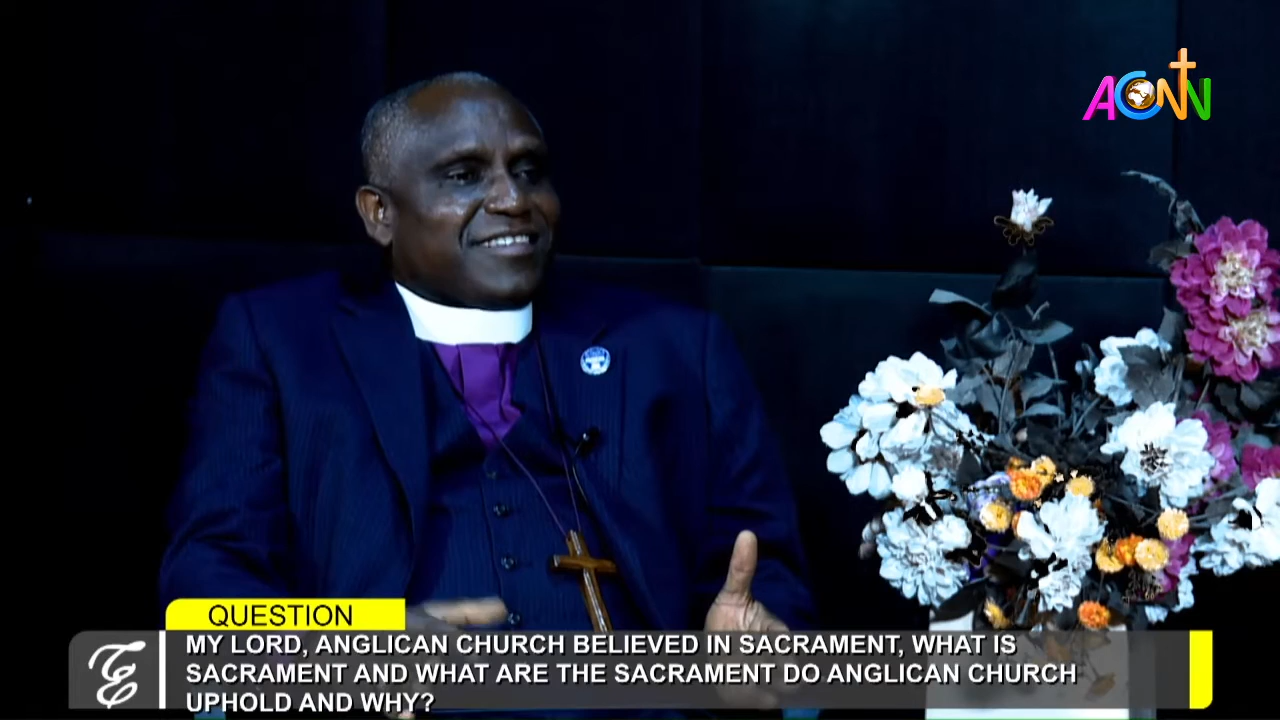 ACNN
QUESTION
MY LORD, ANGLICAN CHURCH BELIEVED IN SACRAMENT, WHAT IS
SACRAMENT AND WHAT ARE THE SACRAMENT DO ANGLICAN CHURCH
UPHOLD AND WHY?